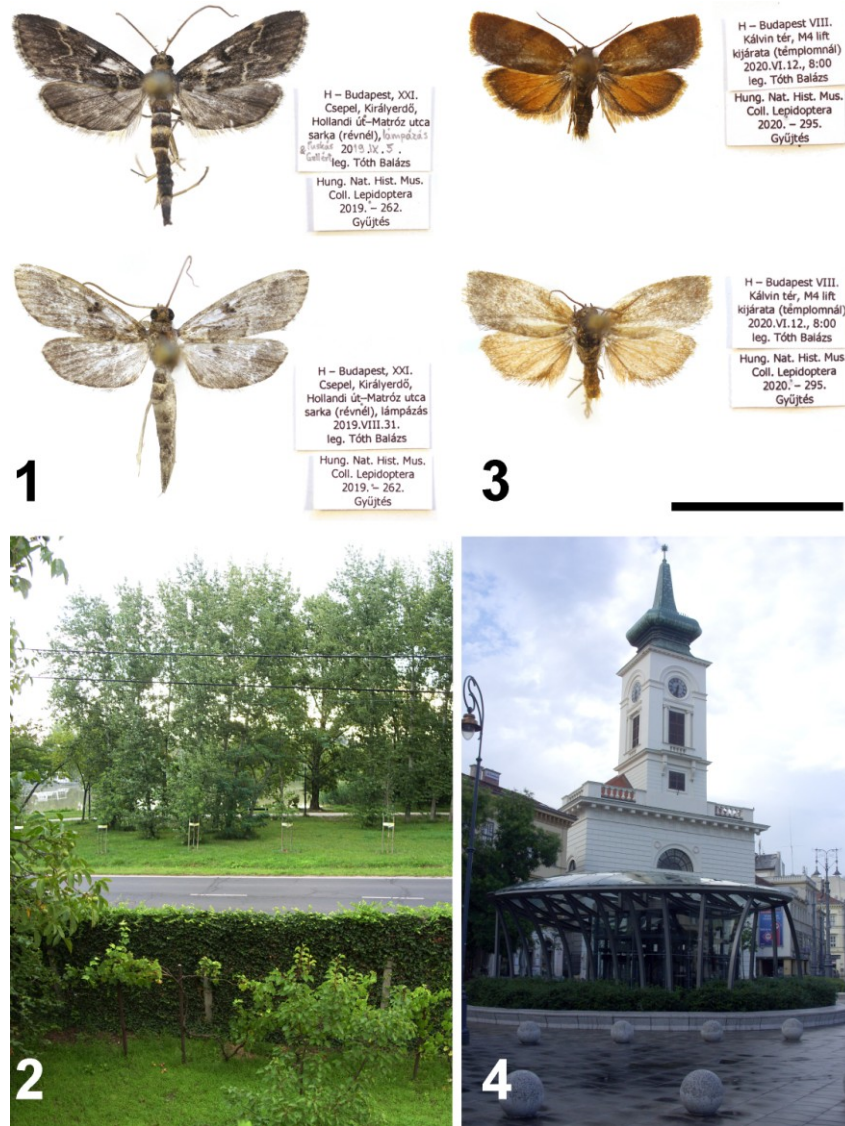 H – Budapest, XXI.
Csepel, Királyerdő,
Hollandi út–Matróz utca
sarka (révnél), lámpázás
& Puskás
Gellért 2019.IX.5.
leg. Tóth Balázs
Hung. Nat. Hist. Mus.
Coll. Lepidoptera
2019. – 262.
Gyűjtés
H – Budapest, XXI.
Csepel, Királyerdő,
Hollandi út–Matróz utca
sarka (révnél), lámpázás
2019.VIII.31.
leg. Tóth Balázs
Hung. Nat. Hist. Mus.
Coll. Lepidoptera
2019. – 262.
Gyűjtés
1
H – Budapest VIII.
Kálvin tér, M4 lift
kijárata (témplomnál)
2020.VI.12., 8:00
leg. Tóth Balázs
Hung. Nat. Hist. Mus.
Coll. Lepidoptera
2020. – 295.
Gyűjtés
H – Budapest VIII.
Kálvin tér, M4 lift
kijárata (témplomnál)
2020.VI.12., 8:00
leg. Tóth Balázs
Hung. Nat. Hist. Mus.
Coll. Lepidoptera
2020. – 295.
Gyűjtés
3
2
4